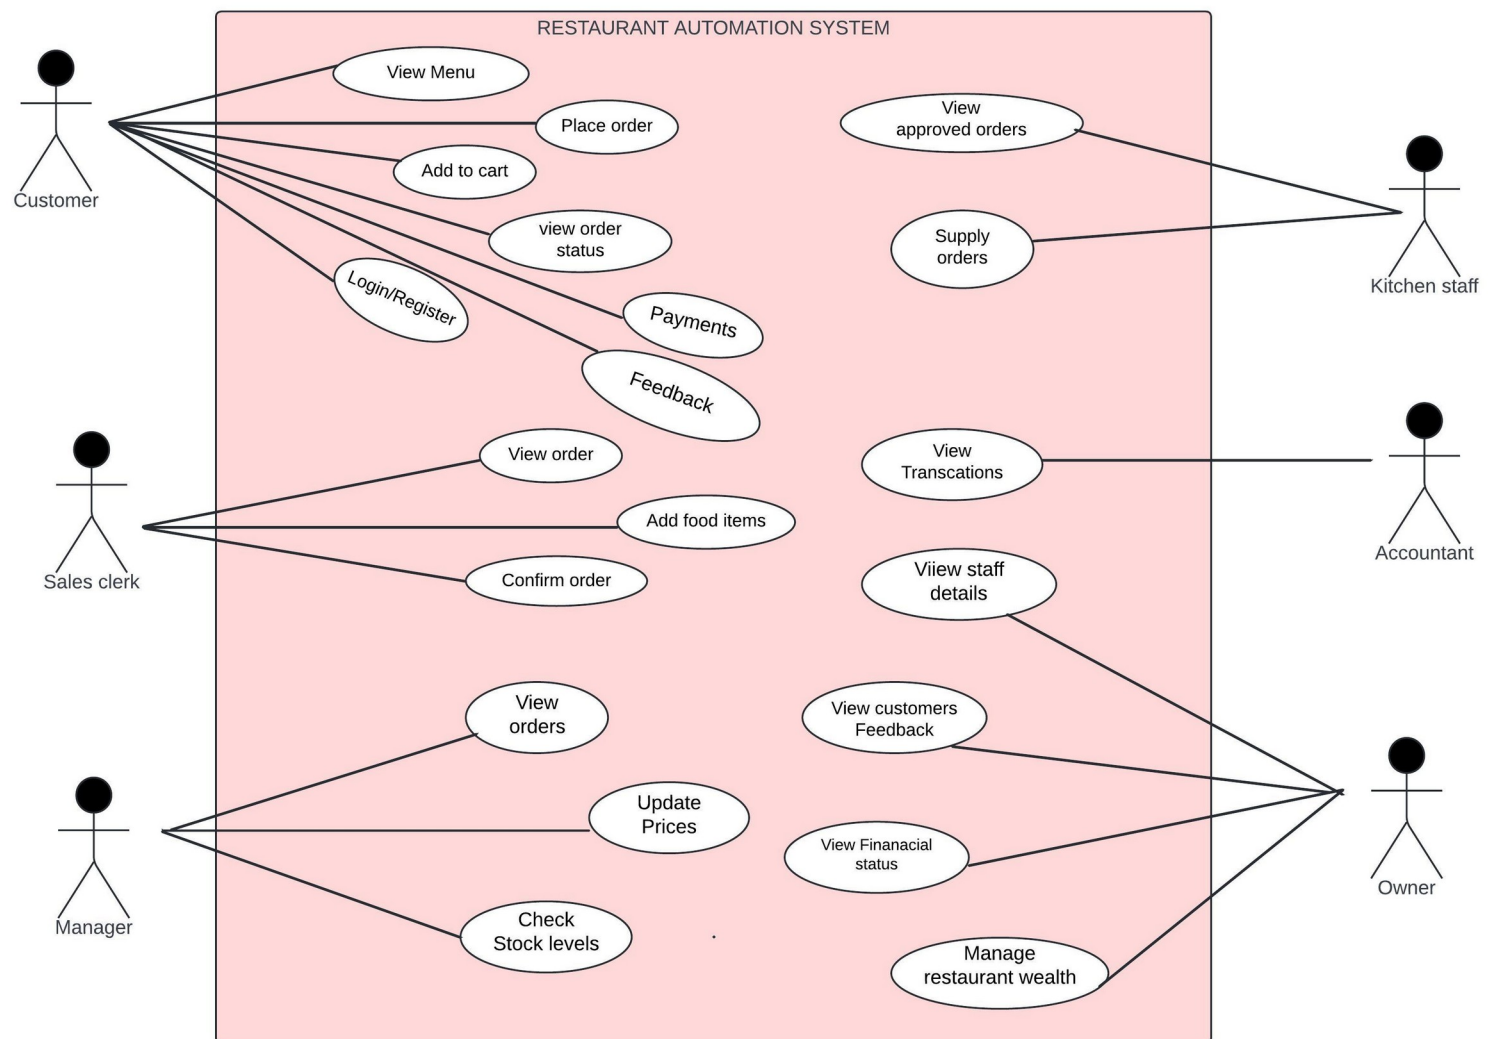 RESTAURANT AUTOMATION SYSTEM
View Menu
Place order
Add to cart
view order
status
Login/Register
Payments
Feedback
Customer
View
approved orders
Supply
orders
Kitchen staff
View order
Add food items
Confirm order
Sales clerk
View
Transcations
Accountant
Viiew staff
details
View customers
Feedback
View Finanacial
status
Manage
restaurant wealth
Owner
View
orders
Update
Prices
Check
Stock levels
Manager